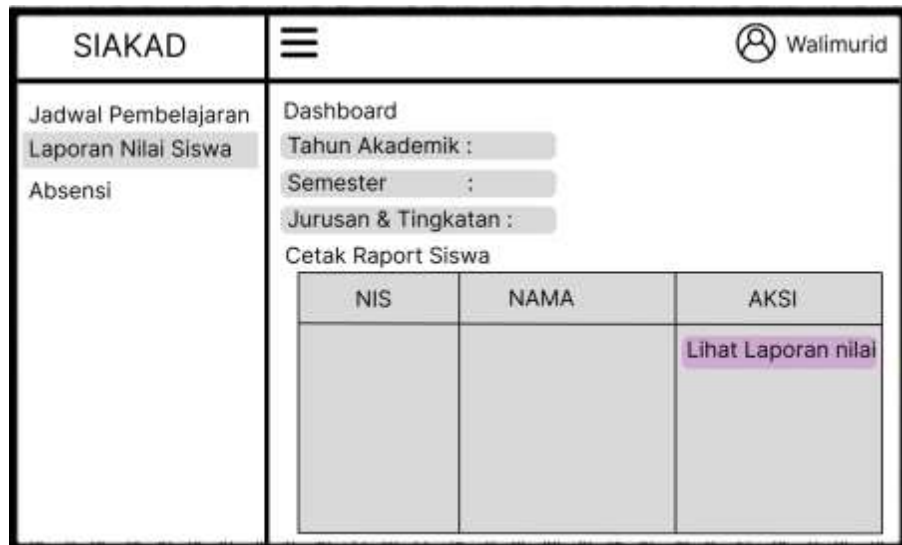 SIAKAD
Walimurid
Jadwal Pembelajaran
Laporan Nilai Siswa
Absensi
Dashboard
Tahun Akademik :
Semester :
Jurusan & Tingkatan :
Cetak Raport Siswa
NIS NAMA AKSI
Lihat Laporan nilai